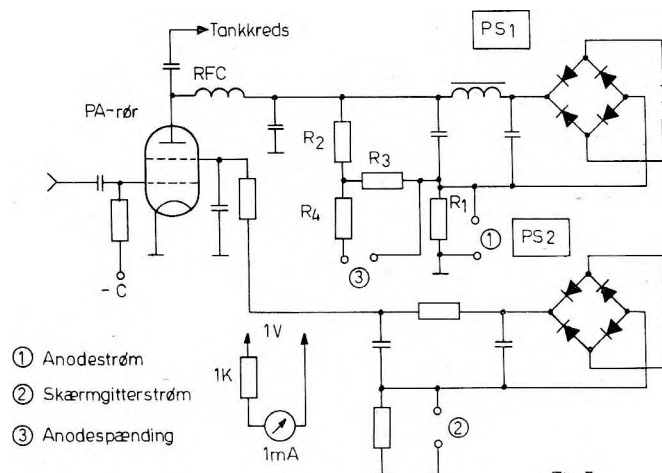 Tankkreds
PS1
RFC
PA-rør
R2
R3
R4
R1
①
PS2
③
- C
1V
① Anodestrøm
1K
② Skærmgitterstrøm
②
③ Anodespænding
1mA